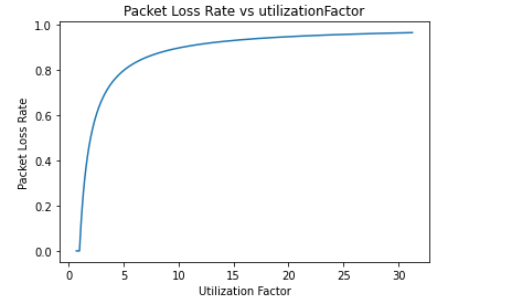 Packet Loss Rate vs utilizationFactor
1.0
0.8
0.6
0.4
0.2
0.0
Packet Loss Rate
0 5 10 15 20 25 30
Utilization Factor